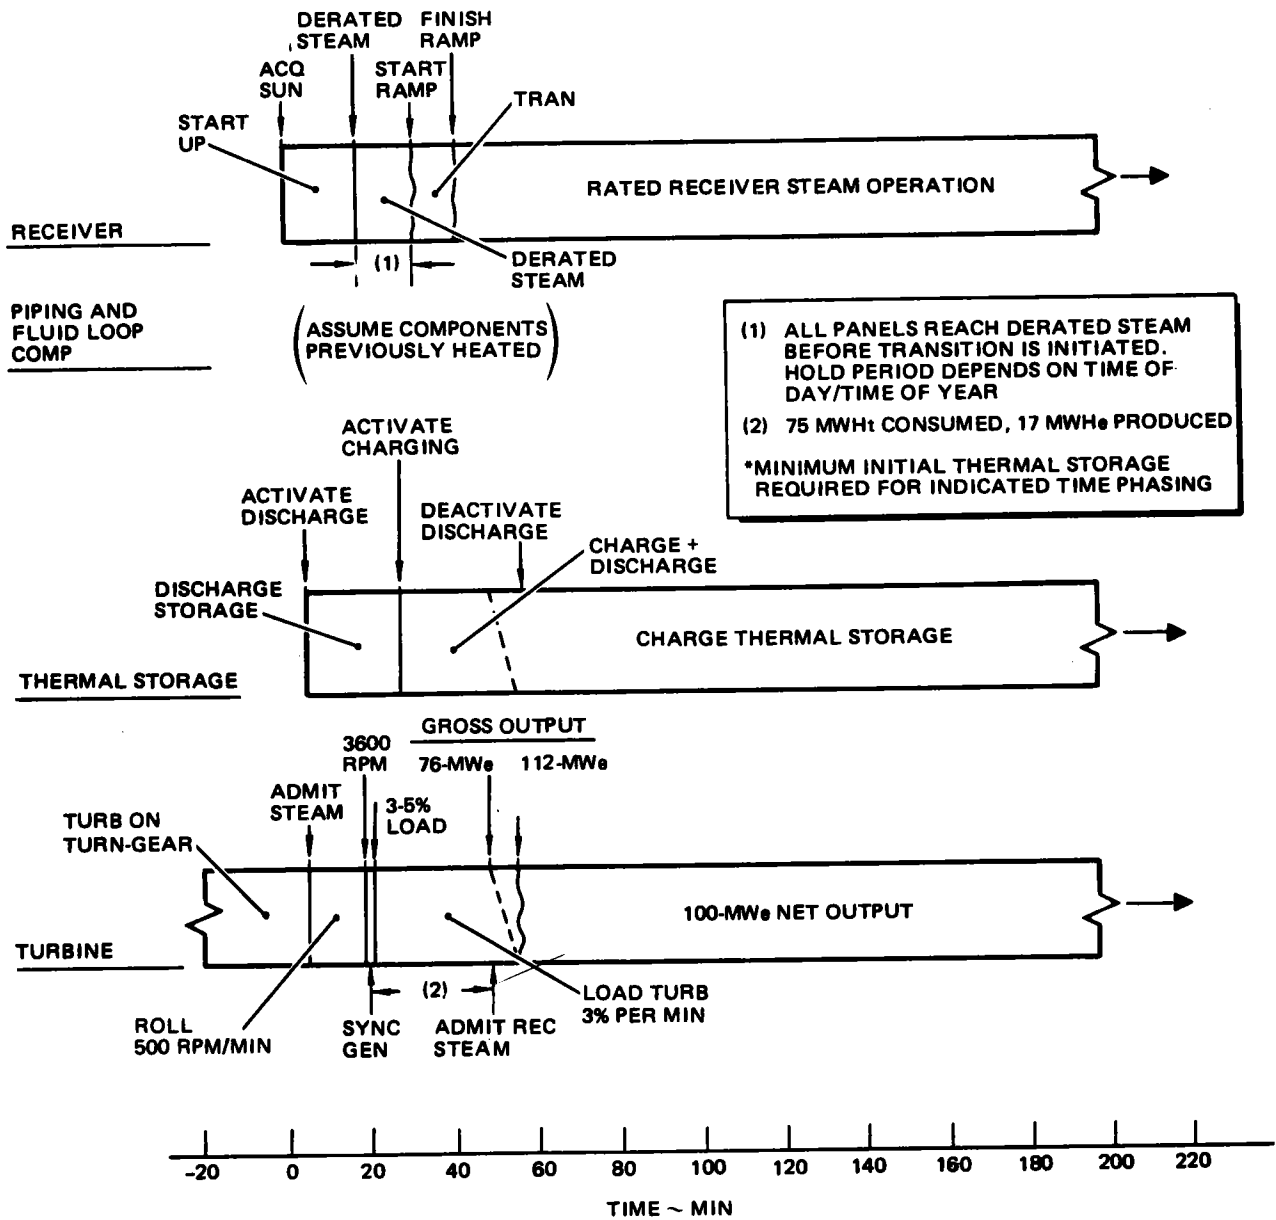 DERATED
STEAM
FINISH
RAMP
ACQ
SUN
START
RAMP
TRAN
START
UP
RATED RECEIVER STEAM OPERATION
RECEIVER
(1)
DERATED
STEAM
PIPING AND
FLUID LOOP
COMP
(ASSUME COMPONENTS
PREVIOUSLY HEATED)
(1) ALL PANELS REACH DERATED STEAM
BEFORE TRANSITION IS INITIATED.
HOLD PERIOD DEPENDS ON TIME OF
DAY/TIME OF YEAR
(2) 75 MWHt CONSUMED, 17 MWHe PRODUCED
*MINIMUM INITIAL THERMAL STORAGE
REQUIRED FOR INDICATED TIME PHASING
ACTIVATE
CHARGING
ACTIVATE
DISCHARGE
DEACTIVATE
DISCHARGE
CHARGE +
DISCHARGE
DISCHARGE
STORAGE
CHARGE THERMAL STORAGE
THERMAL STORAGE
GROSS OUTPUT
3600
RPM
76-MWe
112-MWe
ADMIT
STEAM
3-5%
LOAD
TURB ON
TURN-GEAR
100-MWe NET OUTPUT
TURBINE
(2)
ROLL
500 RPM/MIN
SYNC
GEN
ADMIT REC
STEAM
LOAD TURB
3% PER MIN
-20 0 20 40 60 80 100 120 140 160 180 200 220
TIME ~ MIN